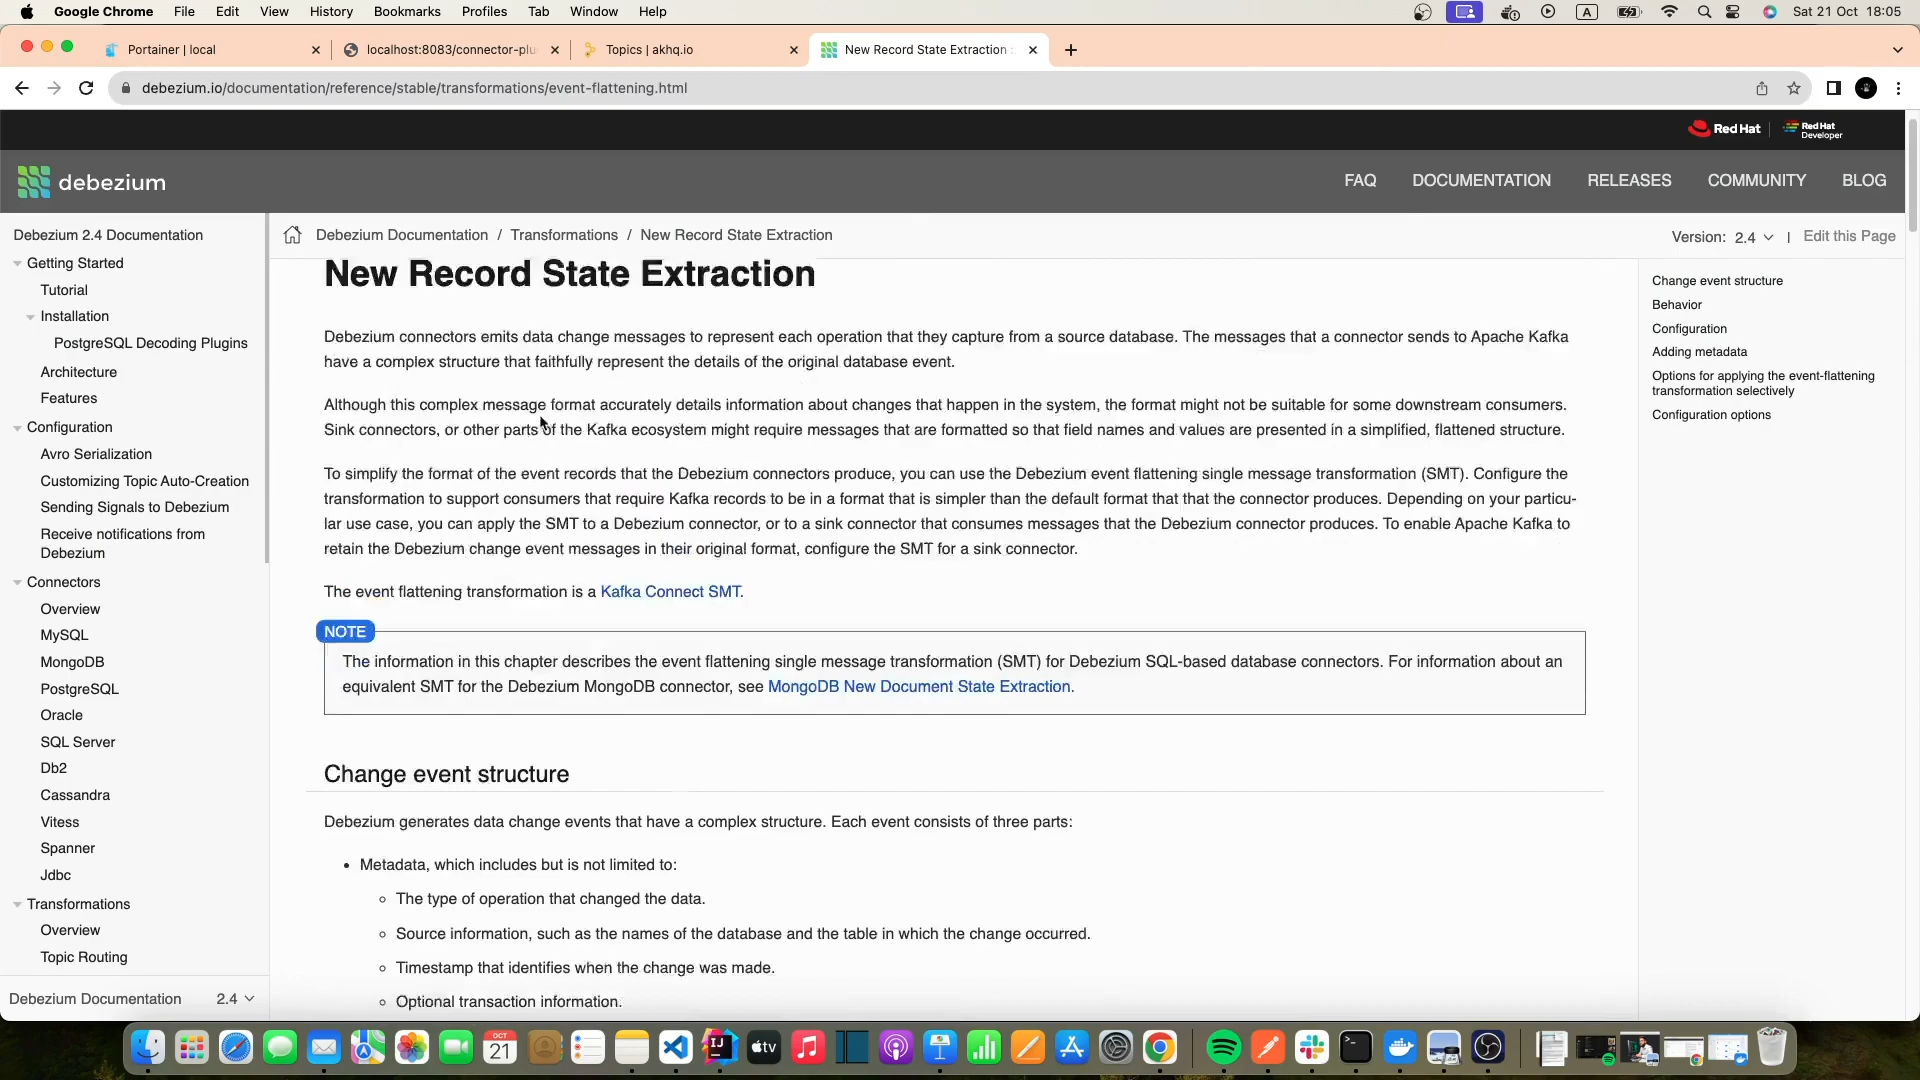 Google Chrome File Edit View History Bookmarks Profiles Tab Window Help
A
Sat 21 Oct 18:05
Portainer | local
localhost:8083/connector-plu
Topics | akhq.io
New Record State Extraction :
debezium.io/documentation/reference/stable/transformations/event-flattening.html
Red Hat
Red Hat
Developer
debezium
FAQ DOCUMENTATION RELEASES COMMUNITY BLOG
Debezium 2.4 Documentation
Getting Started
Tutorial
Installation
PostgreSQL Decoding Plugins
Architecture
Features
Configuration
Avro Serialization
Customizing Topic Auto-Creation
Sending Signals to Debezium
Receive notifications from
Debezium
Connectors
Overview
MySQL
MongoDB
PostgreSQL
Oracle
SQL Server
Db2
Cassandra
Vitess
Spanner
Jdbc
Transformations
Overview
Topic Routing
Debezium Documentation 2.4
Debezium Documentation / Transformations / New Record State Extraction
Version: 2.4 | Edit this Page
New Record State Extraction
Debezium connectors emits data change messages to represent each operation that they capture from a source database. The messages that a connector sends to Apache Kafka
have a complex structure that faithfully represent the details of the original database event.
Although this complex message format accurately details information about changes that happen in the system, the format might not be suitable for some downstream consumers.
Sink connectors, or other parts of the Kafka ecosystem might require messages that are formatted so that field names and values are presented in a simplified, flattened structure.
To simplify the format of the event records that the Debezium connectors produce, you can use the Debezium event flattening single message transformation (SMT). Configure the
transformation to support consumers that require Kafka records to be in a format that is simpler than the default format that that the connector produces. Depending on your particu-
lar use case, you can apply the SMT to a Debezium connector, or to a sink connector that consumes messages that the Debezium connector produces. To enable Apache Kafka to
retain the Debezium change event messages in their original format, configure the SMT for a sink connector.
The event flattening transformation is a Kafka Connect SMT.
NOTE
The information in this chapter describes the event flattening single message transformation (SMT) for Debezium SQL-based database connectors. For information about an
equivalent SMT for the Debezium MongoDB connector, see MongoDB New Document State Extraction.
Change event structure
Debezium generates data change events that have a complex structure. Each event consists of three parts:
Metadata, which includes but is not limited to:
The type of operation that changed the data.
Source information, such as the names of the database and the table in which the change occurred.
Timestamp that identifies when the change was made.
Optional transaction information.
Change event structure
Behavior
Configuration
Adding metadata
Options for applying the event-flattening
transformation selectively
Configuration options
OCT
21
IJ
tv